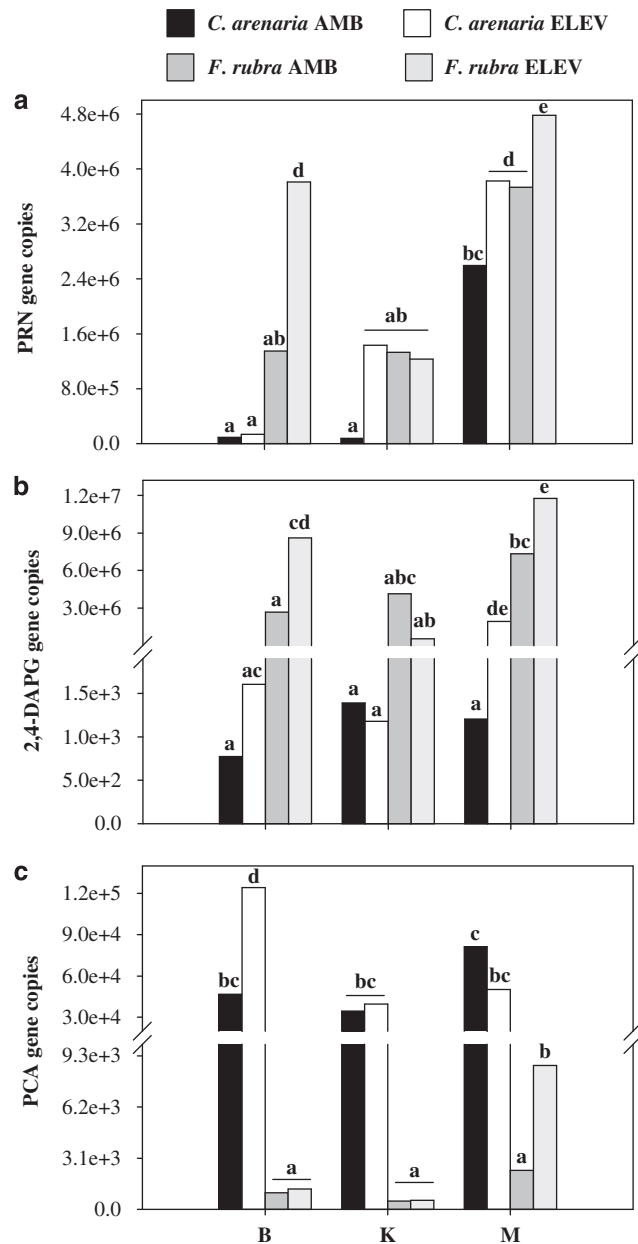 C. arenaria AMB
C. arenaria ELEV
F. rubra AMB
F. rubra ELEV
a
4.8e+6
4.0e+6
3.2e+6
2.4e+6
1.6e+6
8.0e+5
0.0
PRN gene copies
a
a
ab
d
a
ab
bc
d
e
b
1.2e+7
9.0e+6
6.0e+6
3.0e+6
1.5e+3
1.0e+3
5.0e+2
0.0
2,4-DAPG gene copies
a
ac
a
cd
a
a
abc
ab
a
de
bc
e
c
1.2e+5
9.0e+4
6.0e+4
3.0e+4
9.3e+3
6.2e+3
3.1e+3
0.0
PCA gene copies
bc
d
a
bc
a
c
bc
a
b
B
K
M